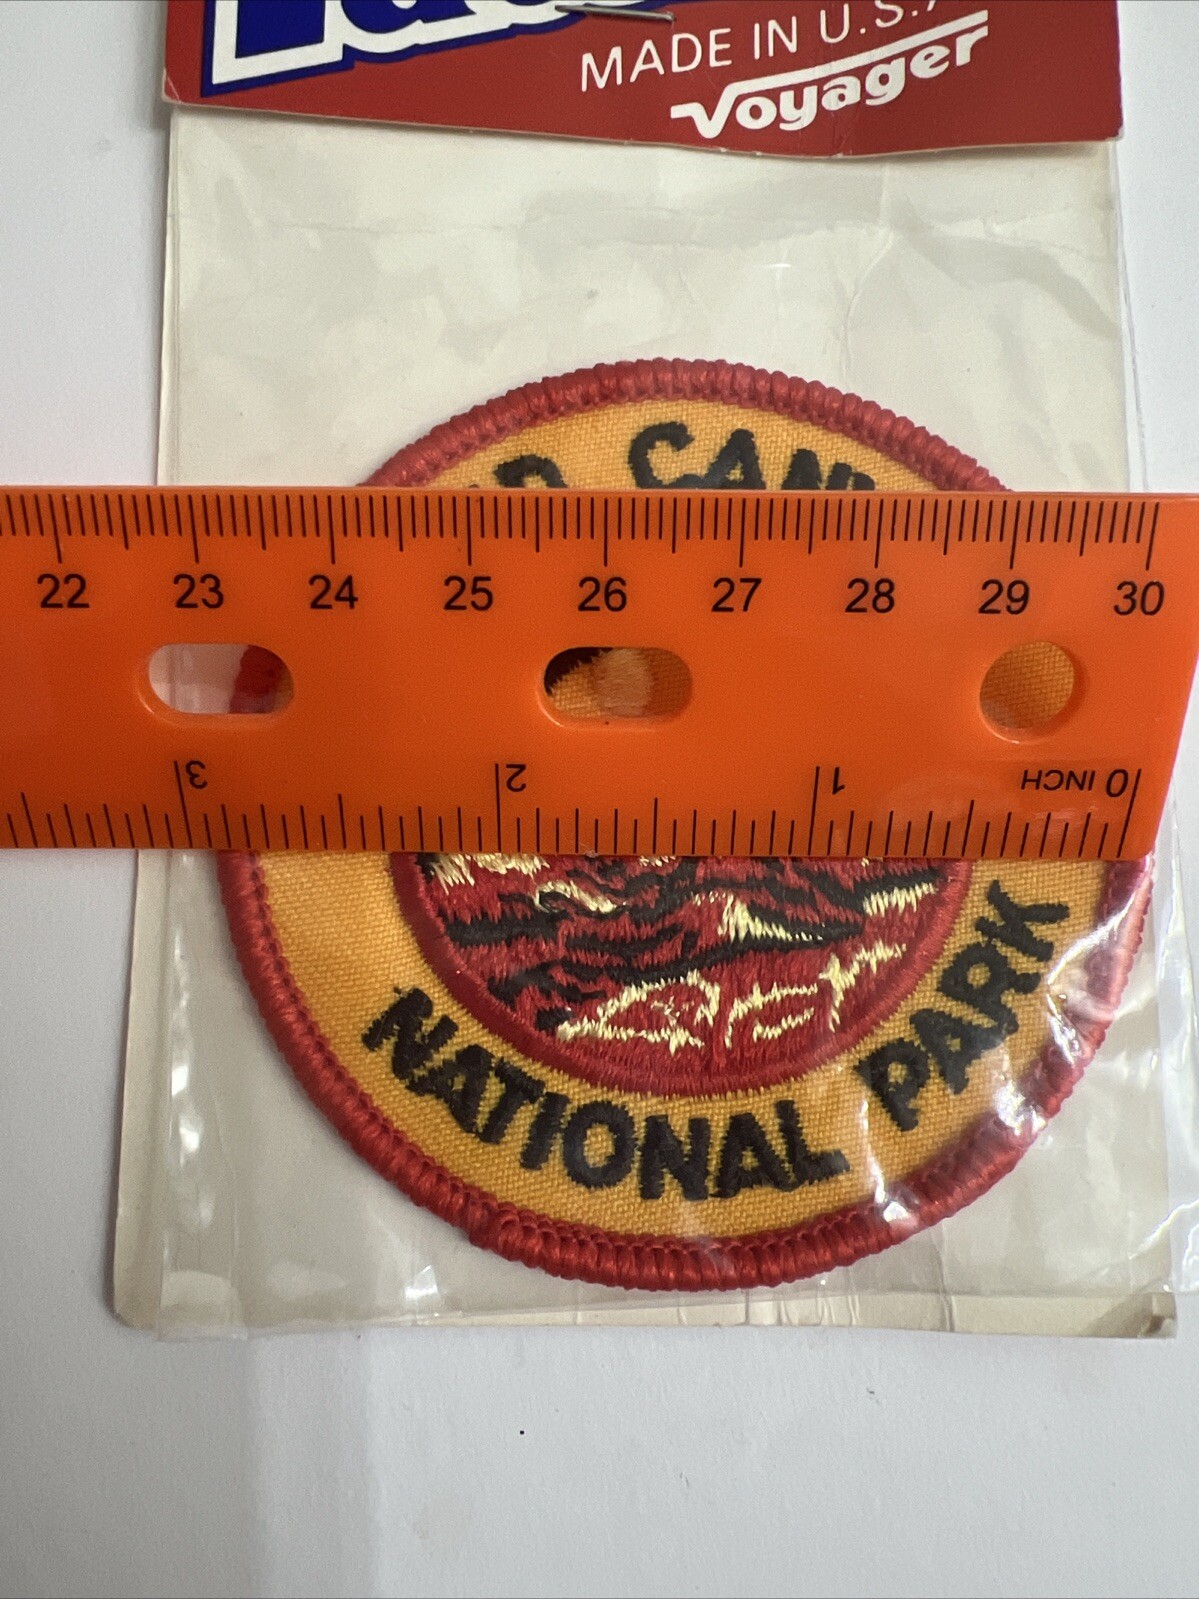 MADE IN U.S.A.
Voyager
CAN
22 23 24 25 26 27 28 29 30
3 2 1 0 INCH
NATIONAL PARK